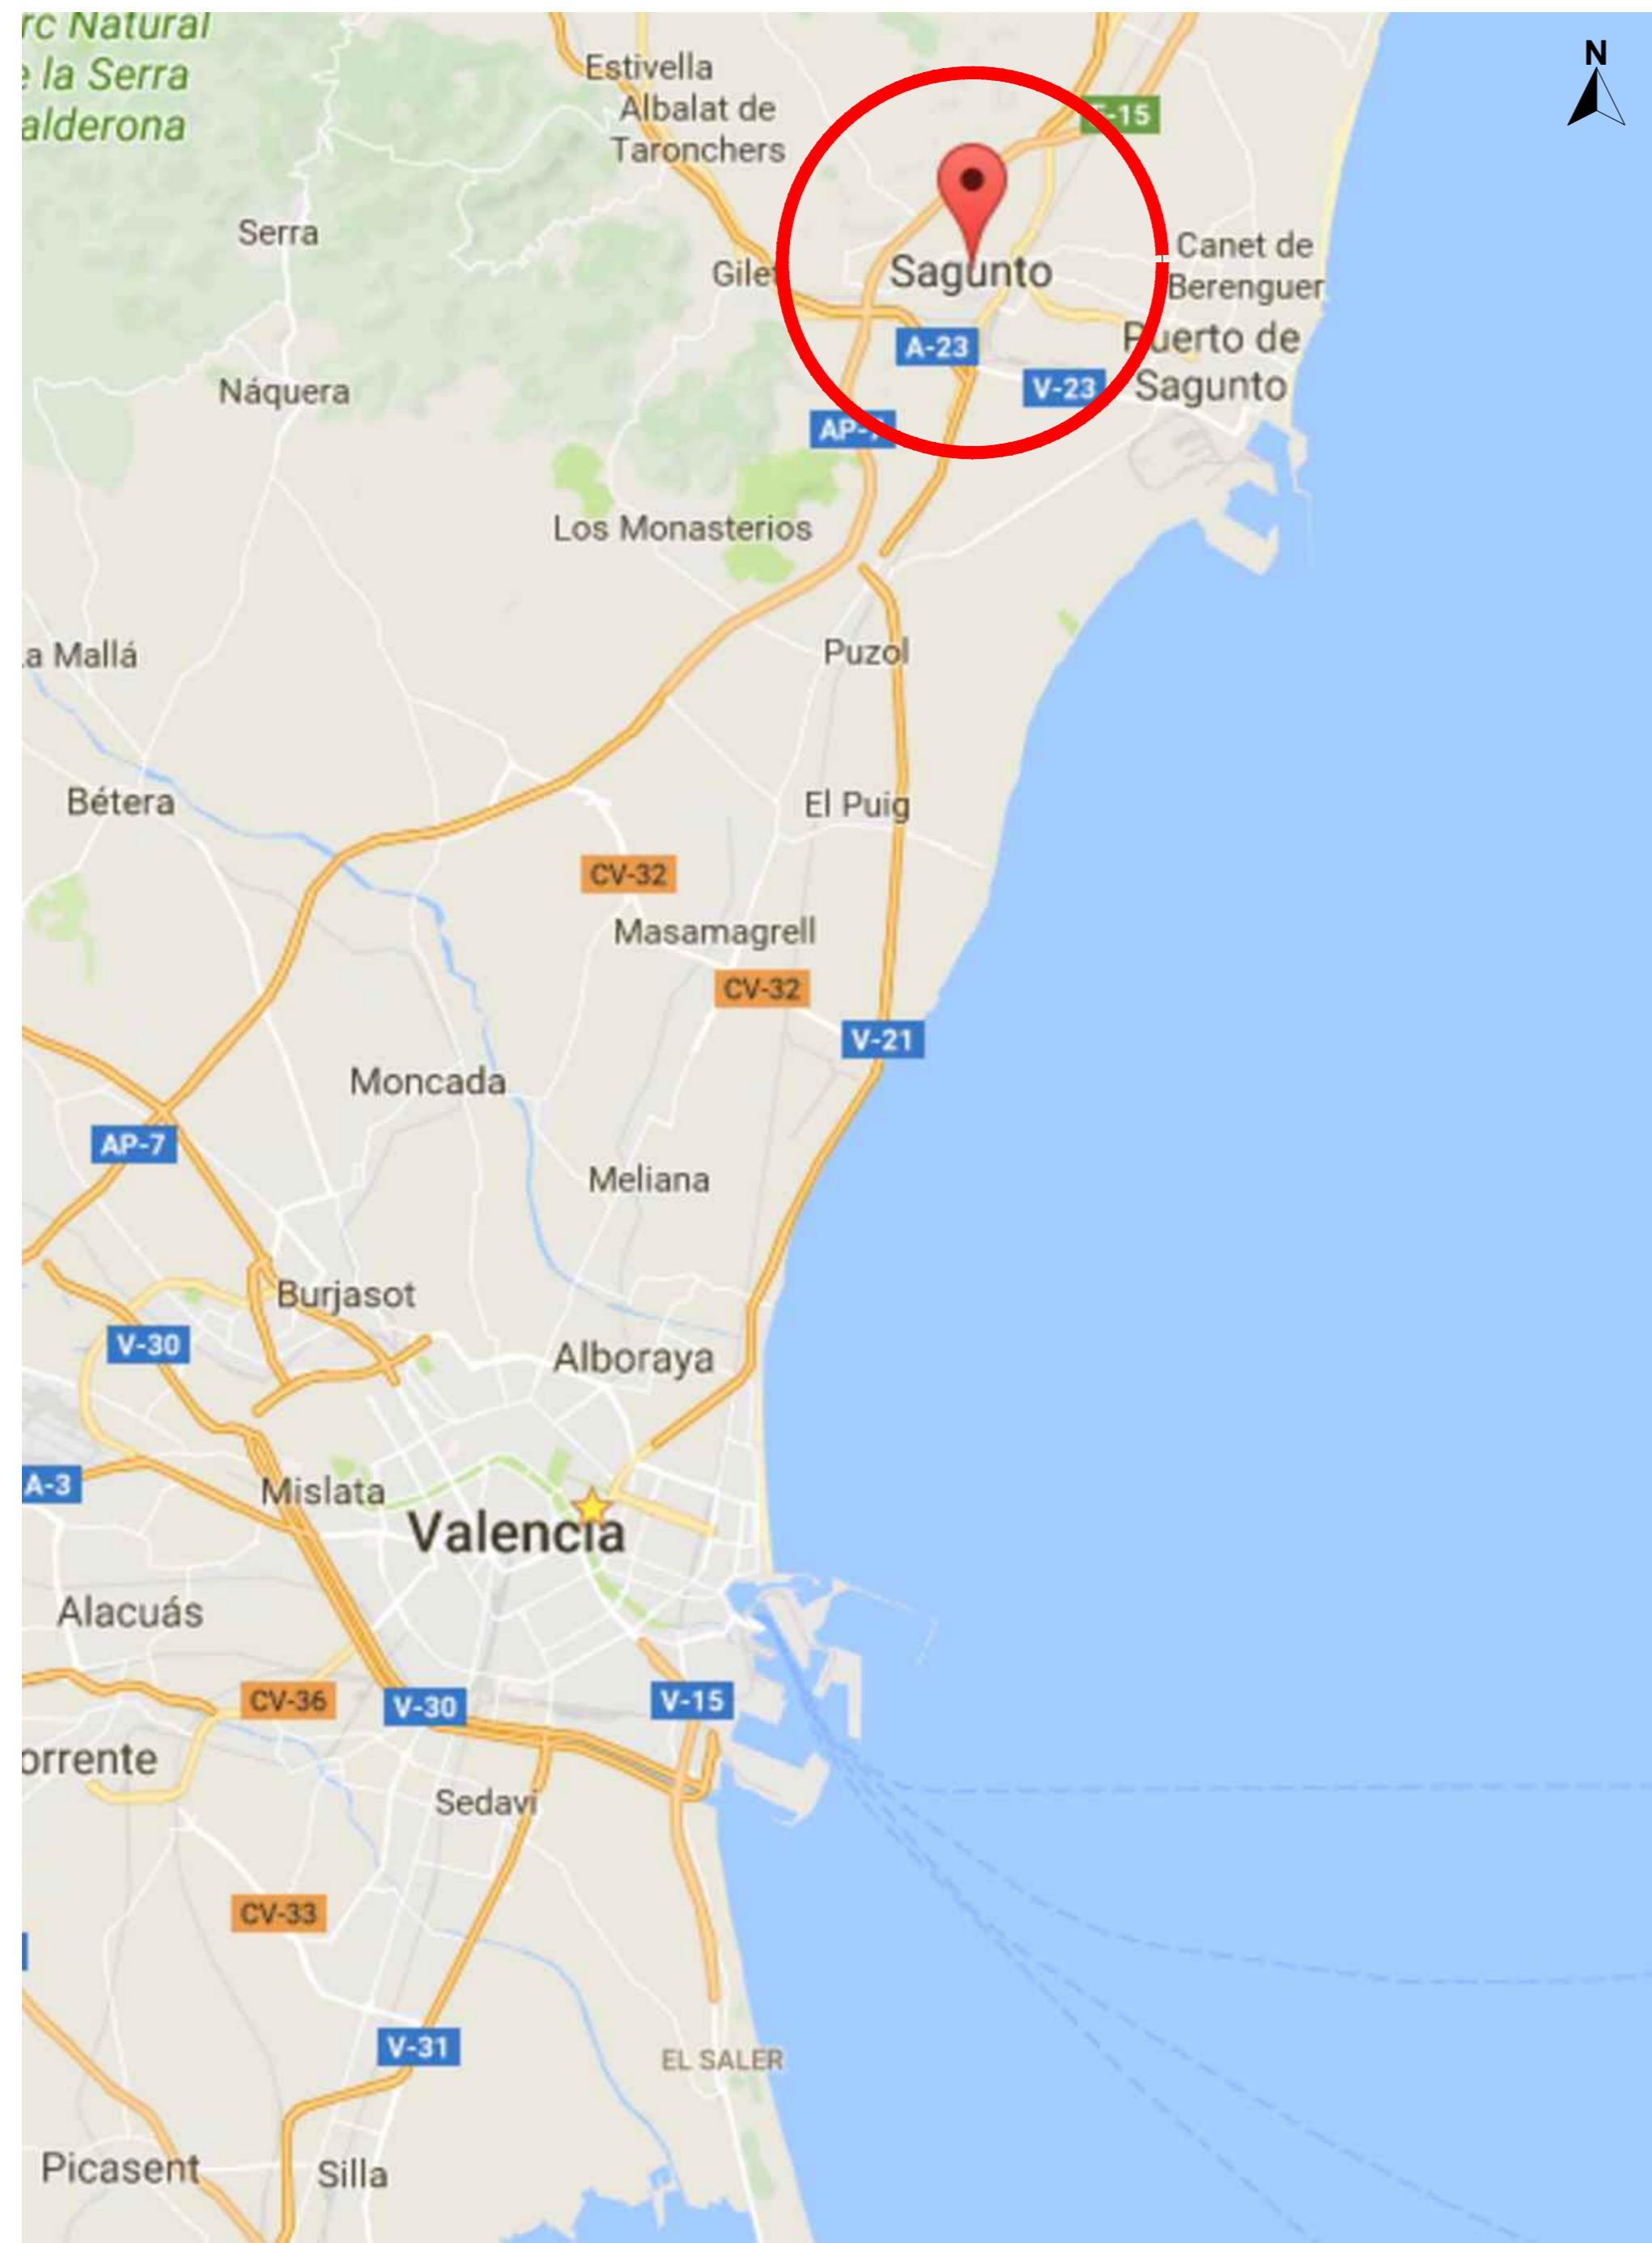 rc Natural
e la Serra
alderona
N
Estivella
Albalat de
Taronchers
E-15
Serra
Canet de
Berenguer
Gilet
Sagunto
Puerto de
Sagunto
A-23
V-23
Náquera
AP-7
Los Monasterios
a Mallá
Puzol
Bétera
El Puig
CV-32
Masamagrell
CV-32
V-21
Moncada
AP-7
Meliana
Burjasot
V-30
Alboraya
A-3
Mislata
Valencia
Alacuás
CV-36
V-30
V-15
orrente
Sedaví
CV-33
V-31
EL SALER
Picasent
Silla